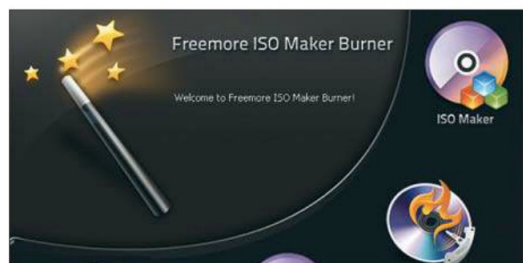 Freemore ISO Maker Burner
Welcome to Freemore ISO Maker Burner!
ISO Maker